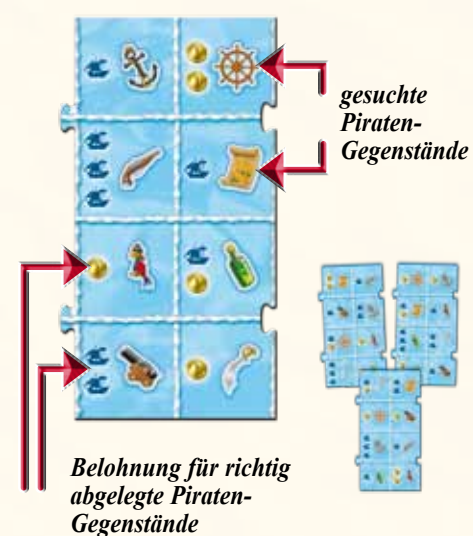 gesuchte
Piraten-
Gegenstände
Belohnung für richtig
abgelegte Piraten-
Gegenstände